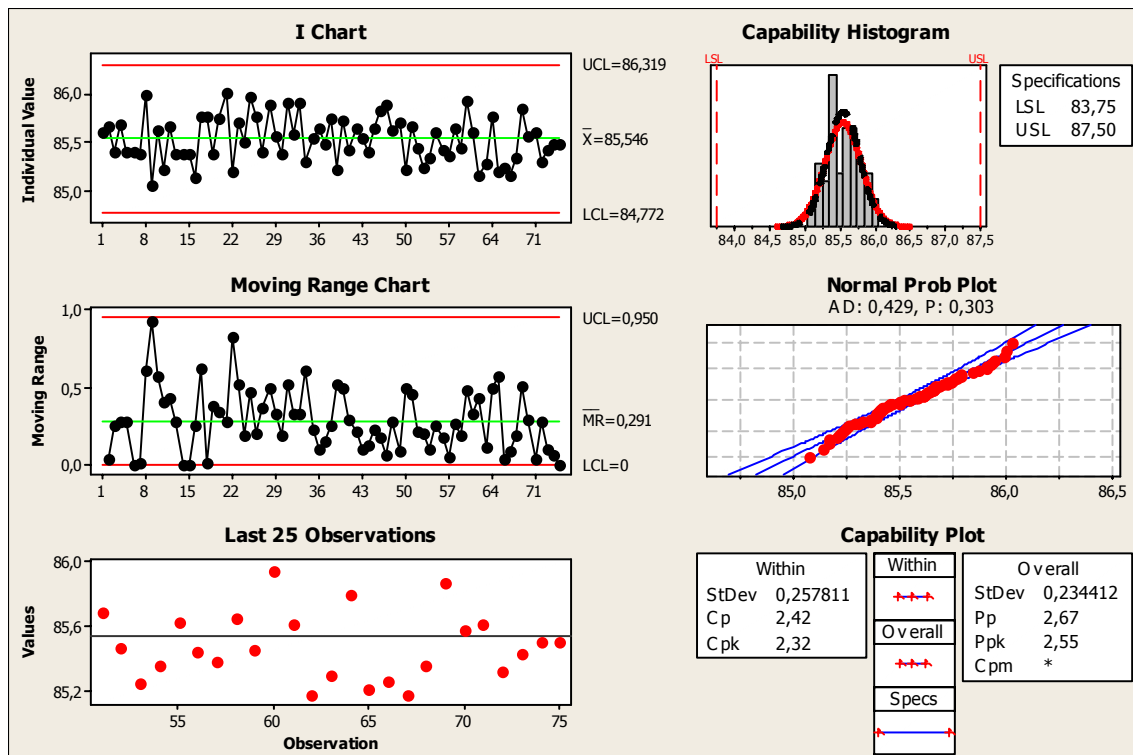 I Chart
Individual Value
86,0
85,5
85,0
1 8 15 22 29 36 43 50 57 64 71
UCL=86,319
X=85,546
LCL=84,772
Capability Histogram
LSL USL
84,0 84,5 85,0 85,5 86,0 86,5 87,0 87,5
Specifications
LSL 83,75
USL 87,50
Moving Range Chart
Moving Range
1,0
0,5
0,0
1 8 15 22 29 36 43 50 57 64 71
UCL=0,950
MR=0,291
LCL=0
Normal Prob Plot
AD: 0,429, P: 0,303
85,0 85,5 86,0 86,5
Last 25 Observations
Values
86,0
85,6
85,2
55 60 65 70 75
Observation
Capability Plot
Within
StDev 0,257811
Cp 2,42
Cpk 2,32
Within
Overall
Specs
Overall
StDev 0,234412
Pp 2,67
Ppk 2,55
Cpm *